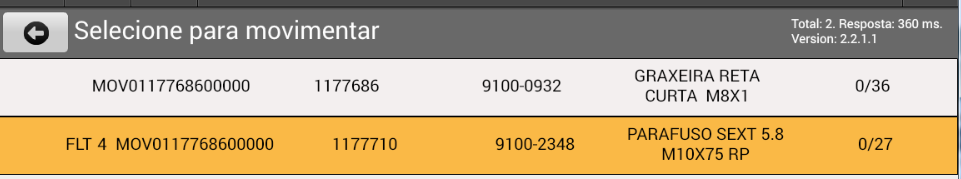 Selecione para movimentar
Total: 2. Resposta: 360 ms.
Version: 2.2.1.1
MOV0117768600000 1177686 9100-0932 GRAXEIRA RETA CURTA M8X1 0/36
FLT 4 MOV0117768600000 1177710 9100-2348 PARAFUSO SEXT 5.8 M10X75 RP 0/27